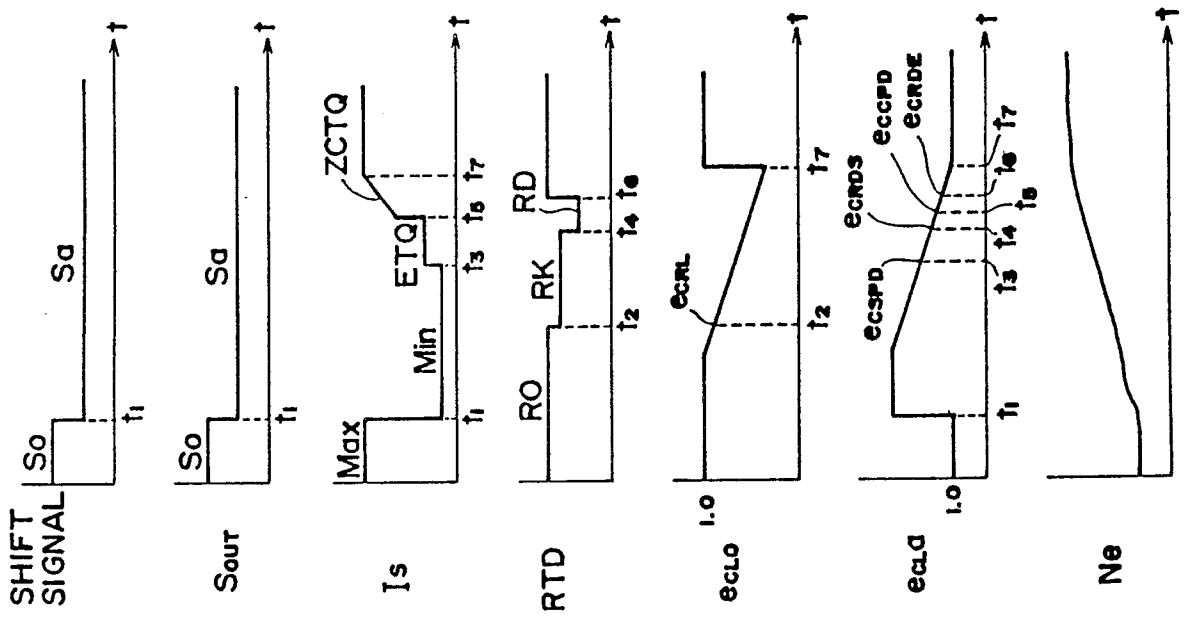 SHIFT
SIGNAL
So
Sa
t1
t
SOUT
So
Sa
t1
t
Is
Max
Min
ETQ
ZCTQ
t1
t3
t5
t7
t
RTD
RO
RK
RD
t2
t4
t6
t
eCLO
1.0
eCRL
t2
t7
t
eCLa
1.0
eCSPD
eCRDS
eCCPD
eCRDE
t1
t3
t4
t5
t6
t7
t
Ne
t